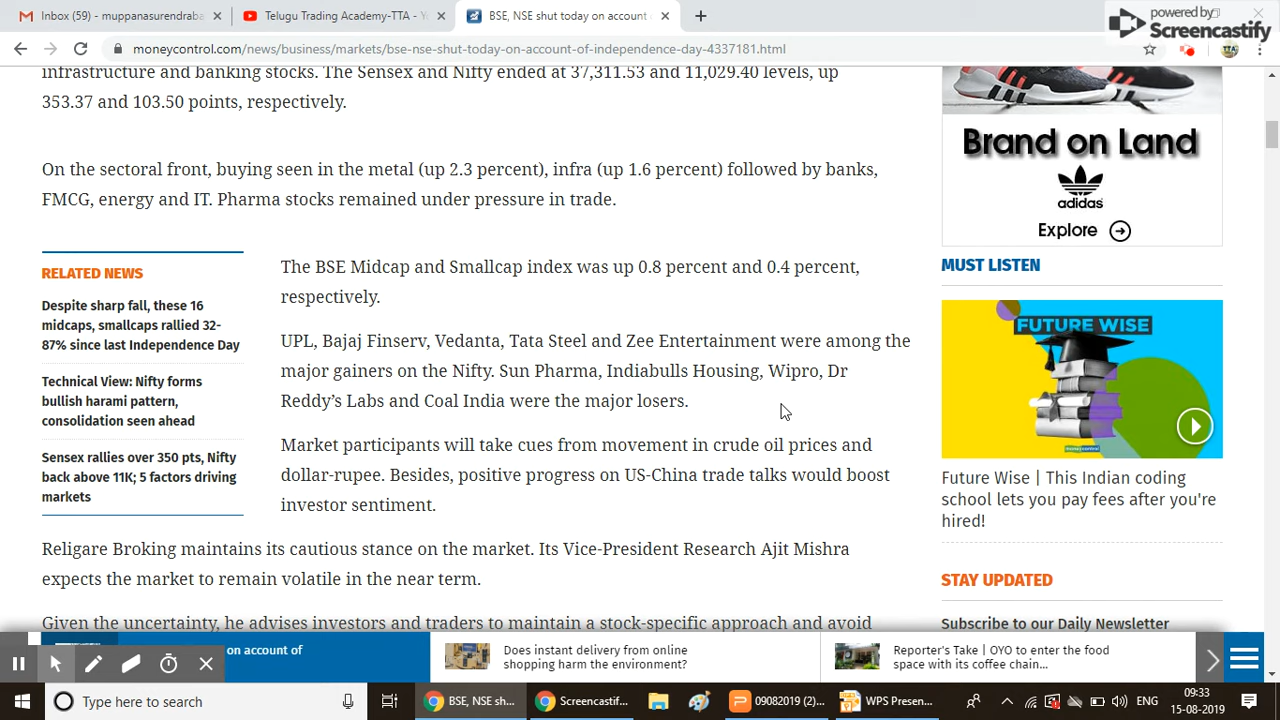 Inbox (59) - muppanasurendraba
Telugu Trading Academy-TTA - Yo
BSE, NSE shut today on account o
powered by
Screencastify
moneycontrol.com/news/business/markets/bse-nse-shut-today-on-account-of-independence-day-4337181.html
infrastructure and banking stocks. The Sensex and Nifty ended at 37,311.53 and 11,029.40 levels, up
353.37 and 103.50 points, respectively.
On the sectoral front, buying seen in the metal (up 2.3 percent), infra (up 1.6 percent) followed by banks,
FMCG, energy and IT. Pharma stocks remained under pressure in trade.
RELATED NEWS
Despite sharp fall, these 16
midcaps, smallcaps rallied 32-
87% since last Independence Day
Technical View: Nifty forms
bullish harami pattern,
consolidation seen ahead
Sensex rallies over 350 pts, Nifty
back above 11K; 5 factors driving
markets
The BSE Midcap and Smallcap index was up 0.8 percent and 0.4 percent,
respectively.
UPL, Bajaj Finserv, Vedanta, Tata Steel and Zee Entertainment were among the
major gainers on the Nifty. Sun Pharma, Indiabulls Housing, Wipro, Dr
Reddy’s Labs and Coal India were the major losers.
Market participants will take cues from movement in crude oil prices and
dollar-rupee. Besides, positive progress on US-China trade talks would boost
investor sentiment.
Religare Broking maintains its cautious stance on the market. Its Vice-President Research Ajit Mishra
expects the market to remain volatile in the near term.
Given the uncertainty, he advises investors and traders to maintain a stock-specific approach and avoid
Brand on Land
adidas
Explore
MUST LISTEN
FUTURE WISE
Future Wise | This Indian coding
school lets you pay fees after you're
hired!
STAY UPDATED
Subscribe to our Daily Newsletter
on account of
Does instant delivery from online
shopping harm the environment?
Reporter's Take | OYO to enter the food
space with its coffee chain...
Type here to search
BSE, NSE sh...
Screencastify...
09082019 (2)...
WPS Presen...
ENG
09:33
15-08-2019